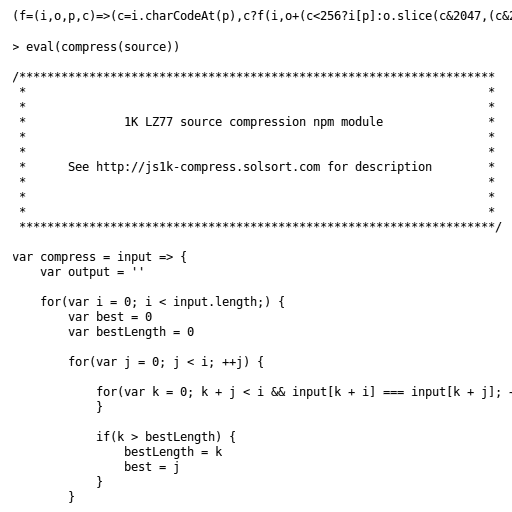 (f=(i,o,p,c)=>(c=i.charCodeAt(p),c?f(i,o+(c<256?i[p]:o.slice(c&2047,(c&2
> eval(compress(source))
/********************************************************************
 * *
 * *
 * 1K LZ77 source compression npm module *
 * *
 * *
 * See http://js1k-compress.solsort.com for description *
 * *
 * *
 * *
 ********************************************************************/
var compress = input => {
    var output = ''
    for(var i = 0; i < input.length;) {
        var best = 0
        var bestLength = 0
        for(var j = 0; j < i; ++j) {
            for(var k = 0; k + j < i && input[k + i] === input[k + j];
            }
            if(k > bestLength) {
                bestLength = k
                best = j
            }
        }